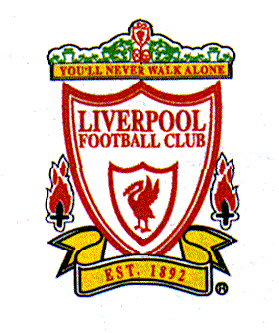 YOU'LL NEVER WALK ALONE
LIVERPOOL
FOOTBALL CLUB
EST. 1892
®